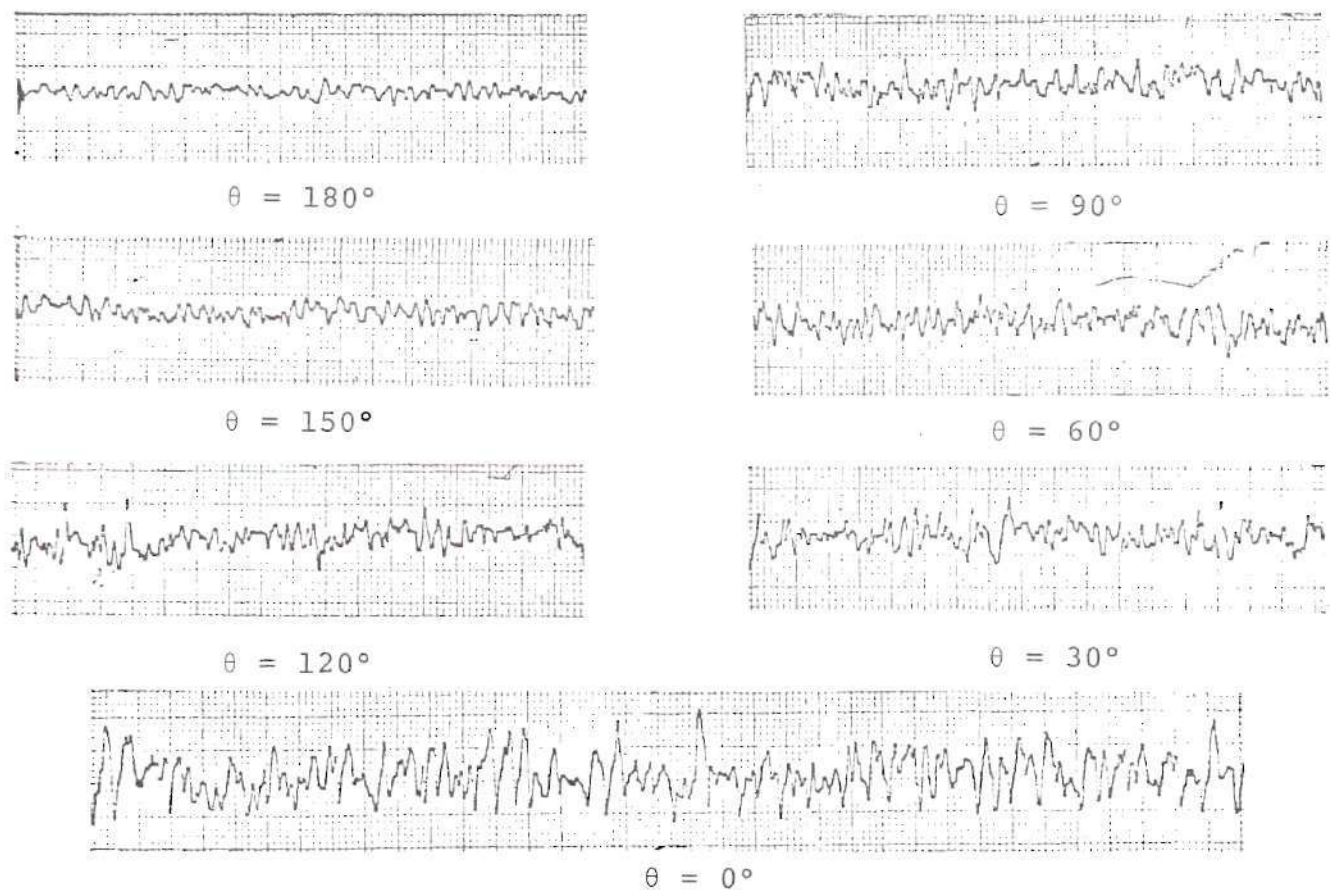 θ = 180°
θ = 90°
θ = 150°
θ = 60°
θ = 120°
θ = 30°
θ = 0°